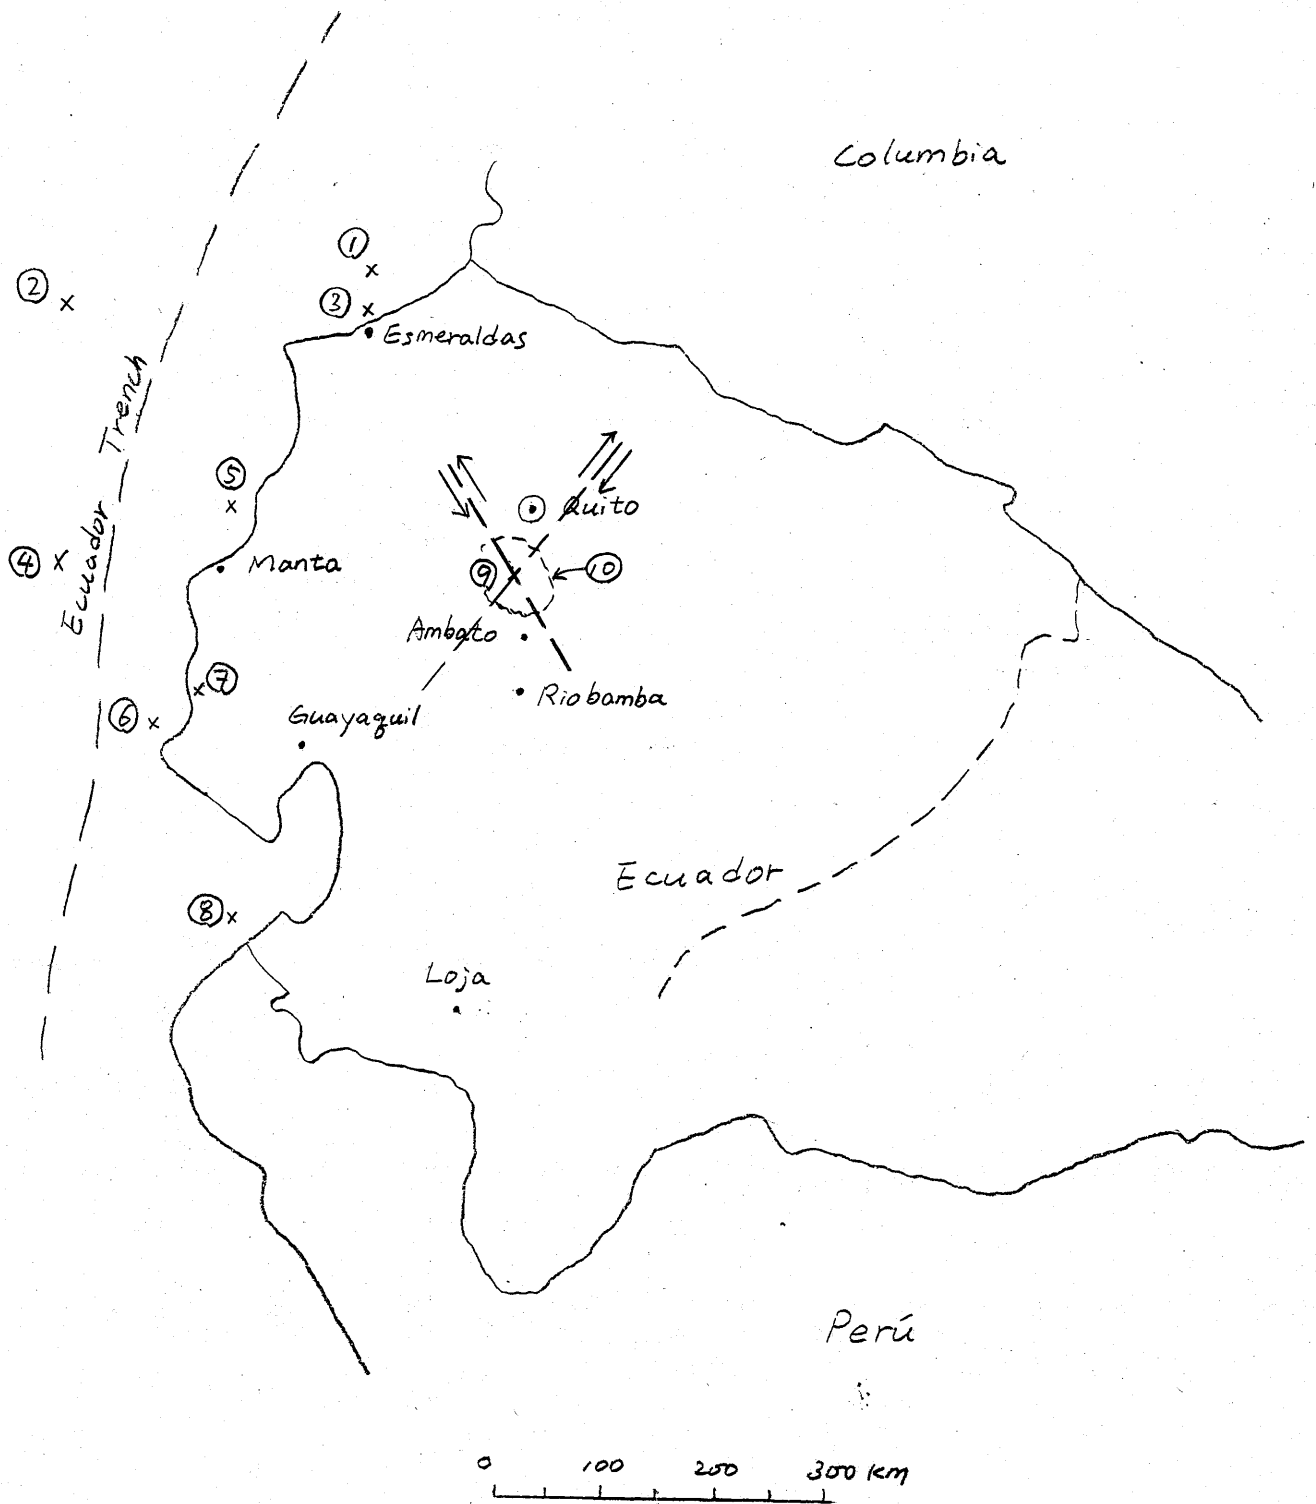 Columbia
①
②
③
Esmeraldas
Ecuador Trench
⑤
Quito
④
Manta
⑨
⑩
Ambato
⑦
Riobamba
⑥
Guayaquil
Ecuador
⑧
Loja
Perú
0 100 200 300 km